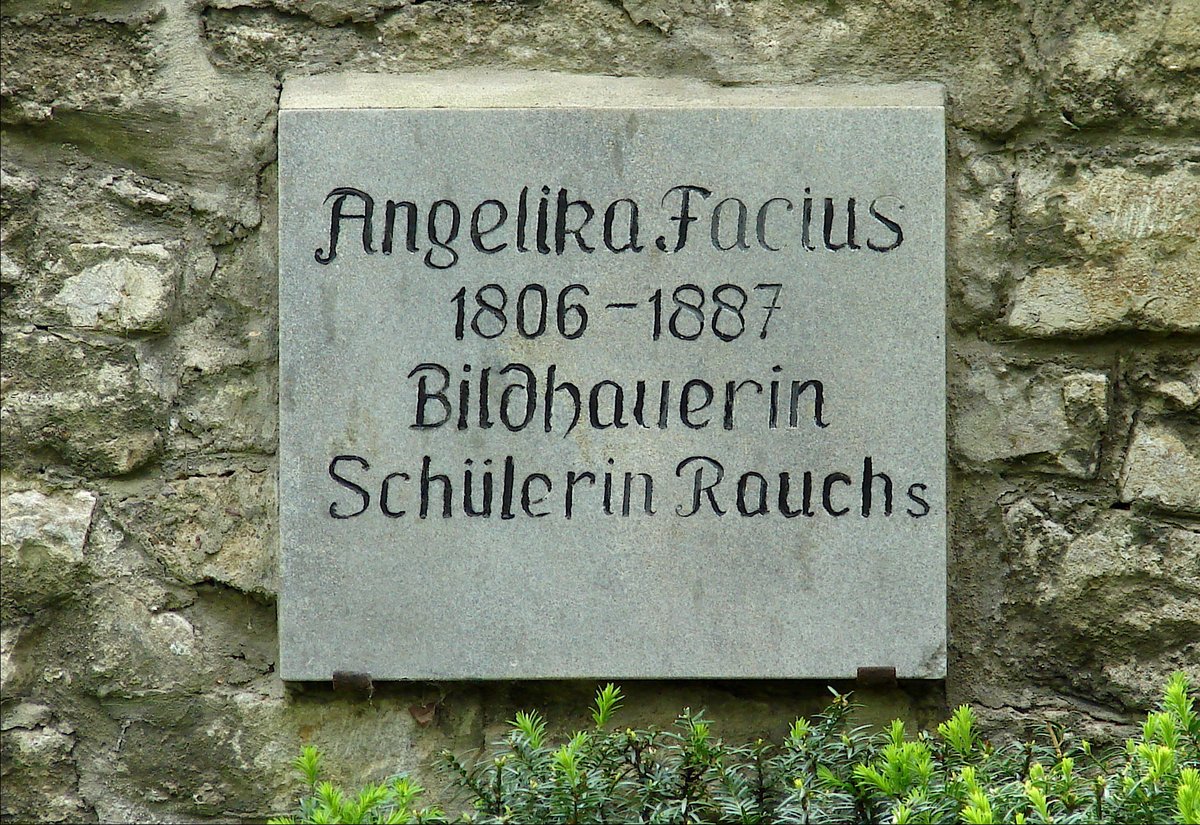 Angelika Facius
1806-1887
Bildhauerin
Schülerin Rauchs